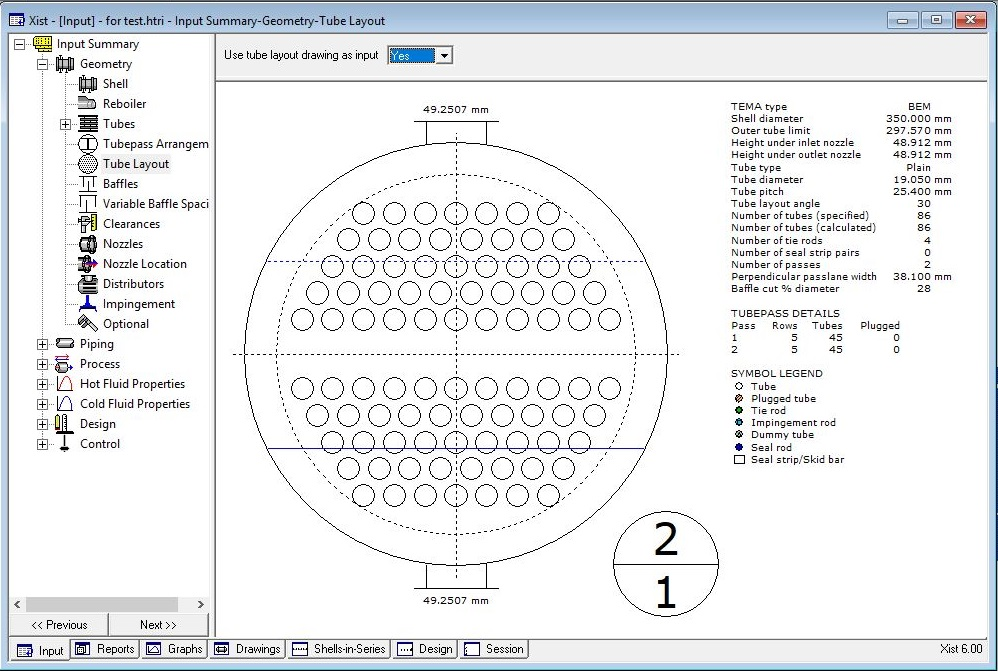 Xist - [Input] - for test.htri - Input Summary-Geometry-Tube Layout
Input Summary
Geometry
Shell
Reboiler
Tubes
Tubepass Arrangem
Tube Layout
Baffles
Variable Baffle Spaci
Clearances
Nozzles
Nozzle Location
Distributors
Impingement
Optional
Piping
Process
Hot Fluid Properties
Cold Fluid Properties
Design
Control
<< Previous Next >>
Use tube layout drawing as input Yes
49.2507 mm
49.2507 mm
2
1
TEMA type BEM
Shell diameter 350.000 mm
Outer tube limit 297.570 mm
Height under inlet nozzle 48.912 mm
Height under outlet nozzle 48.912 mm
Tube type Plain
Tube diameter 19.050 mm
Tube pitch 25.400 mm
Tube layout angle 30
Number of tubes (specified) 86
Number of tubes (calculated) 86
Number of tie rods 4
Number of seal strip pairs 0
Number of passes 2
Perpendicular passlane width 38.100 mm
Baffle cut % diameter 28
TUBEPASS DETAILS
Pass Rows Tubes Plugged
1 5 45 0
2 5 45 0
SYMBOL LEGEND
Tube
Plugged tube
Tie rod
Impingement rod
Dummy tube
Seal rod
Seal strip/Skid bar
Input Reports Graphs Drawings Shells-in-Series Design Session Xist 6.00